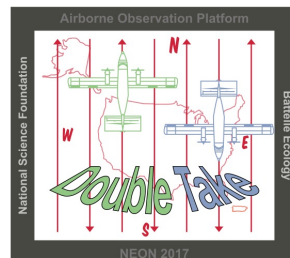 Airborne Observation Platform
National Science Foundation
N
W
E
Double Take
S
Battelle Ecology
NEON 2017